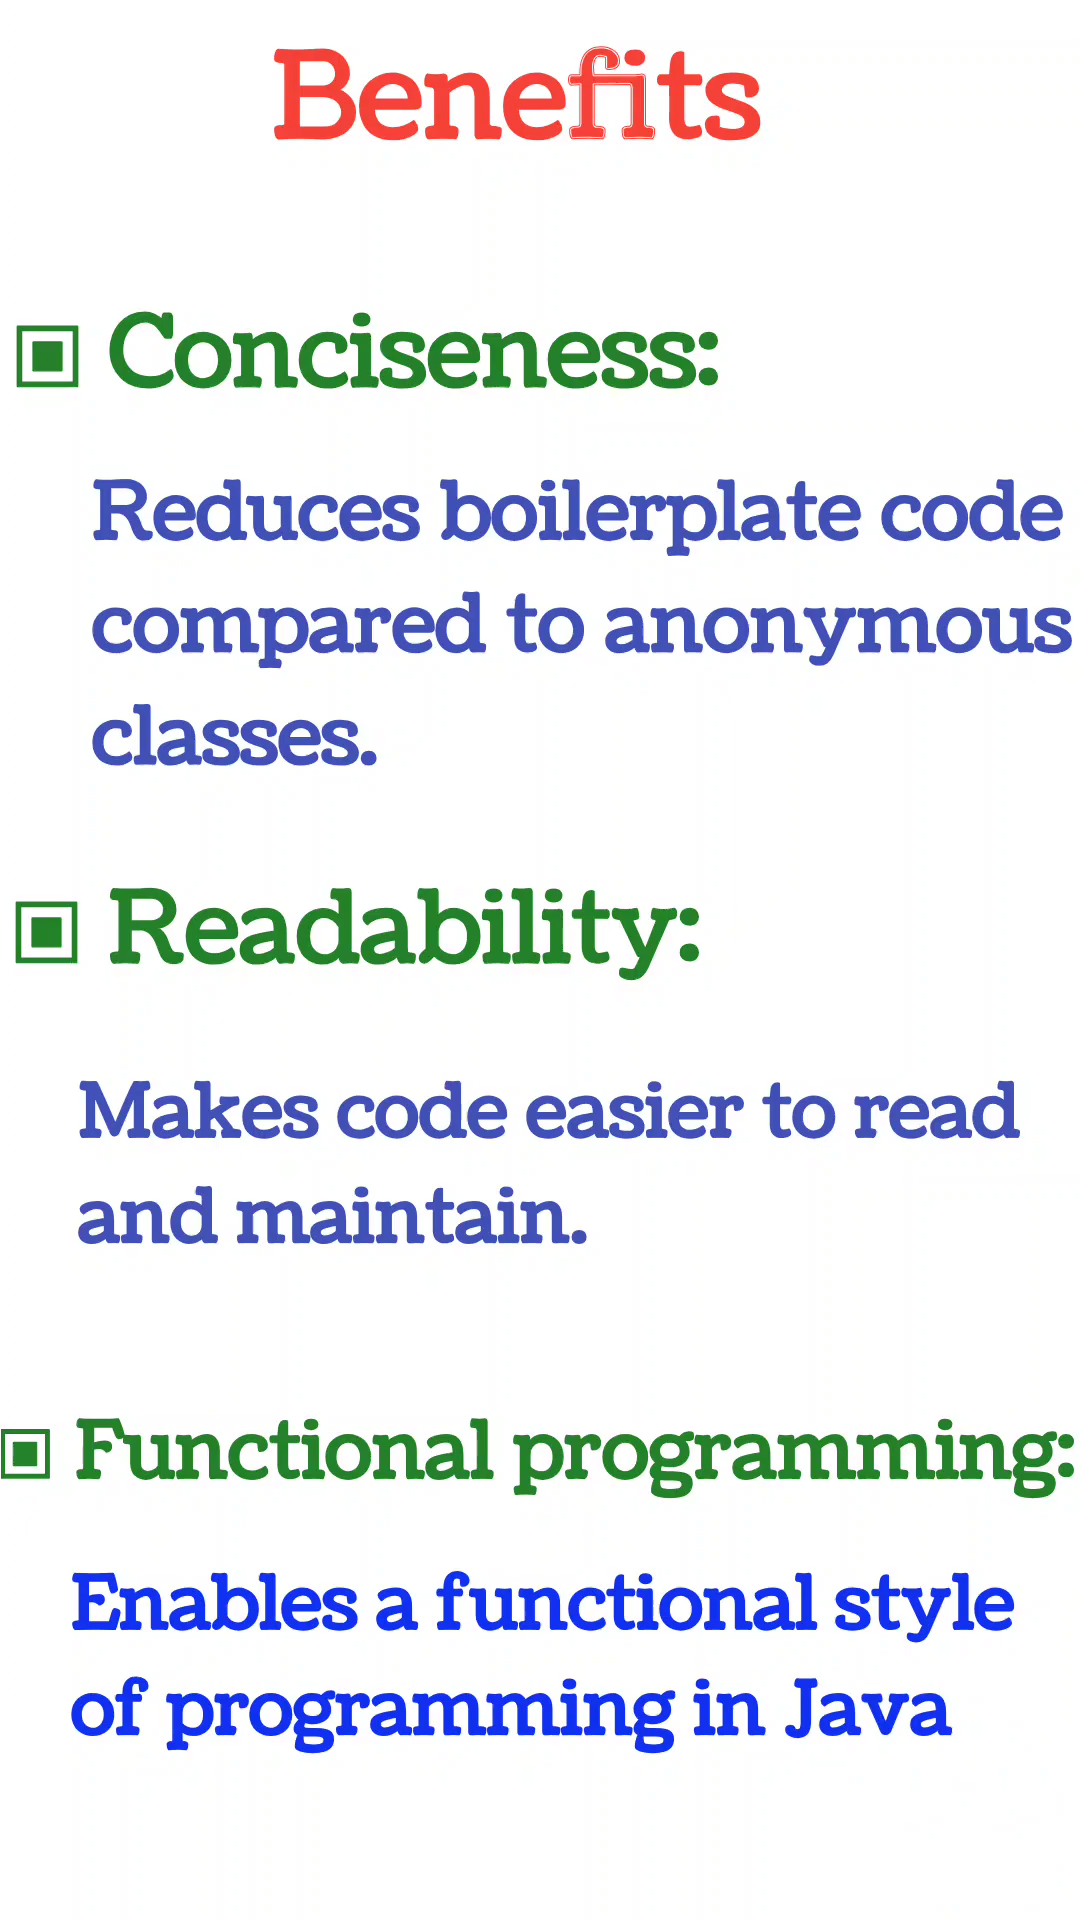 Benefits
▣ Conciseness:
Reduces boilerplate code
compared to anonymous
classes.
▣ Readability:
Makes code easier to read
and maintain.
▣ Functional programming:
Enables a functional style
of programming in Java